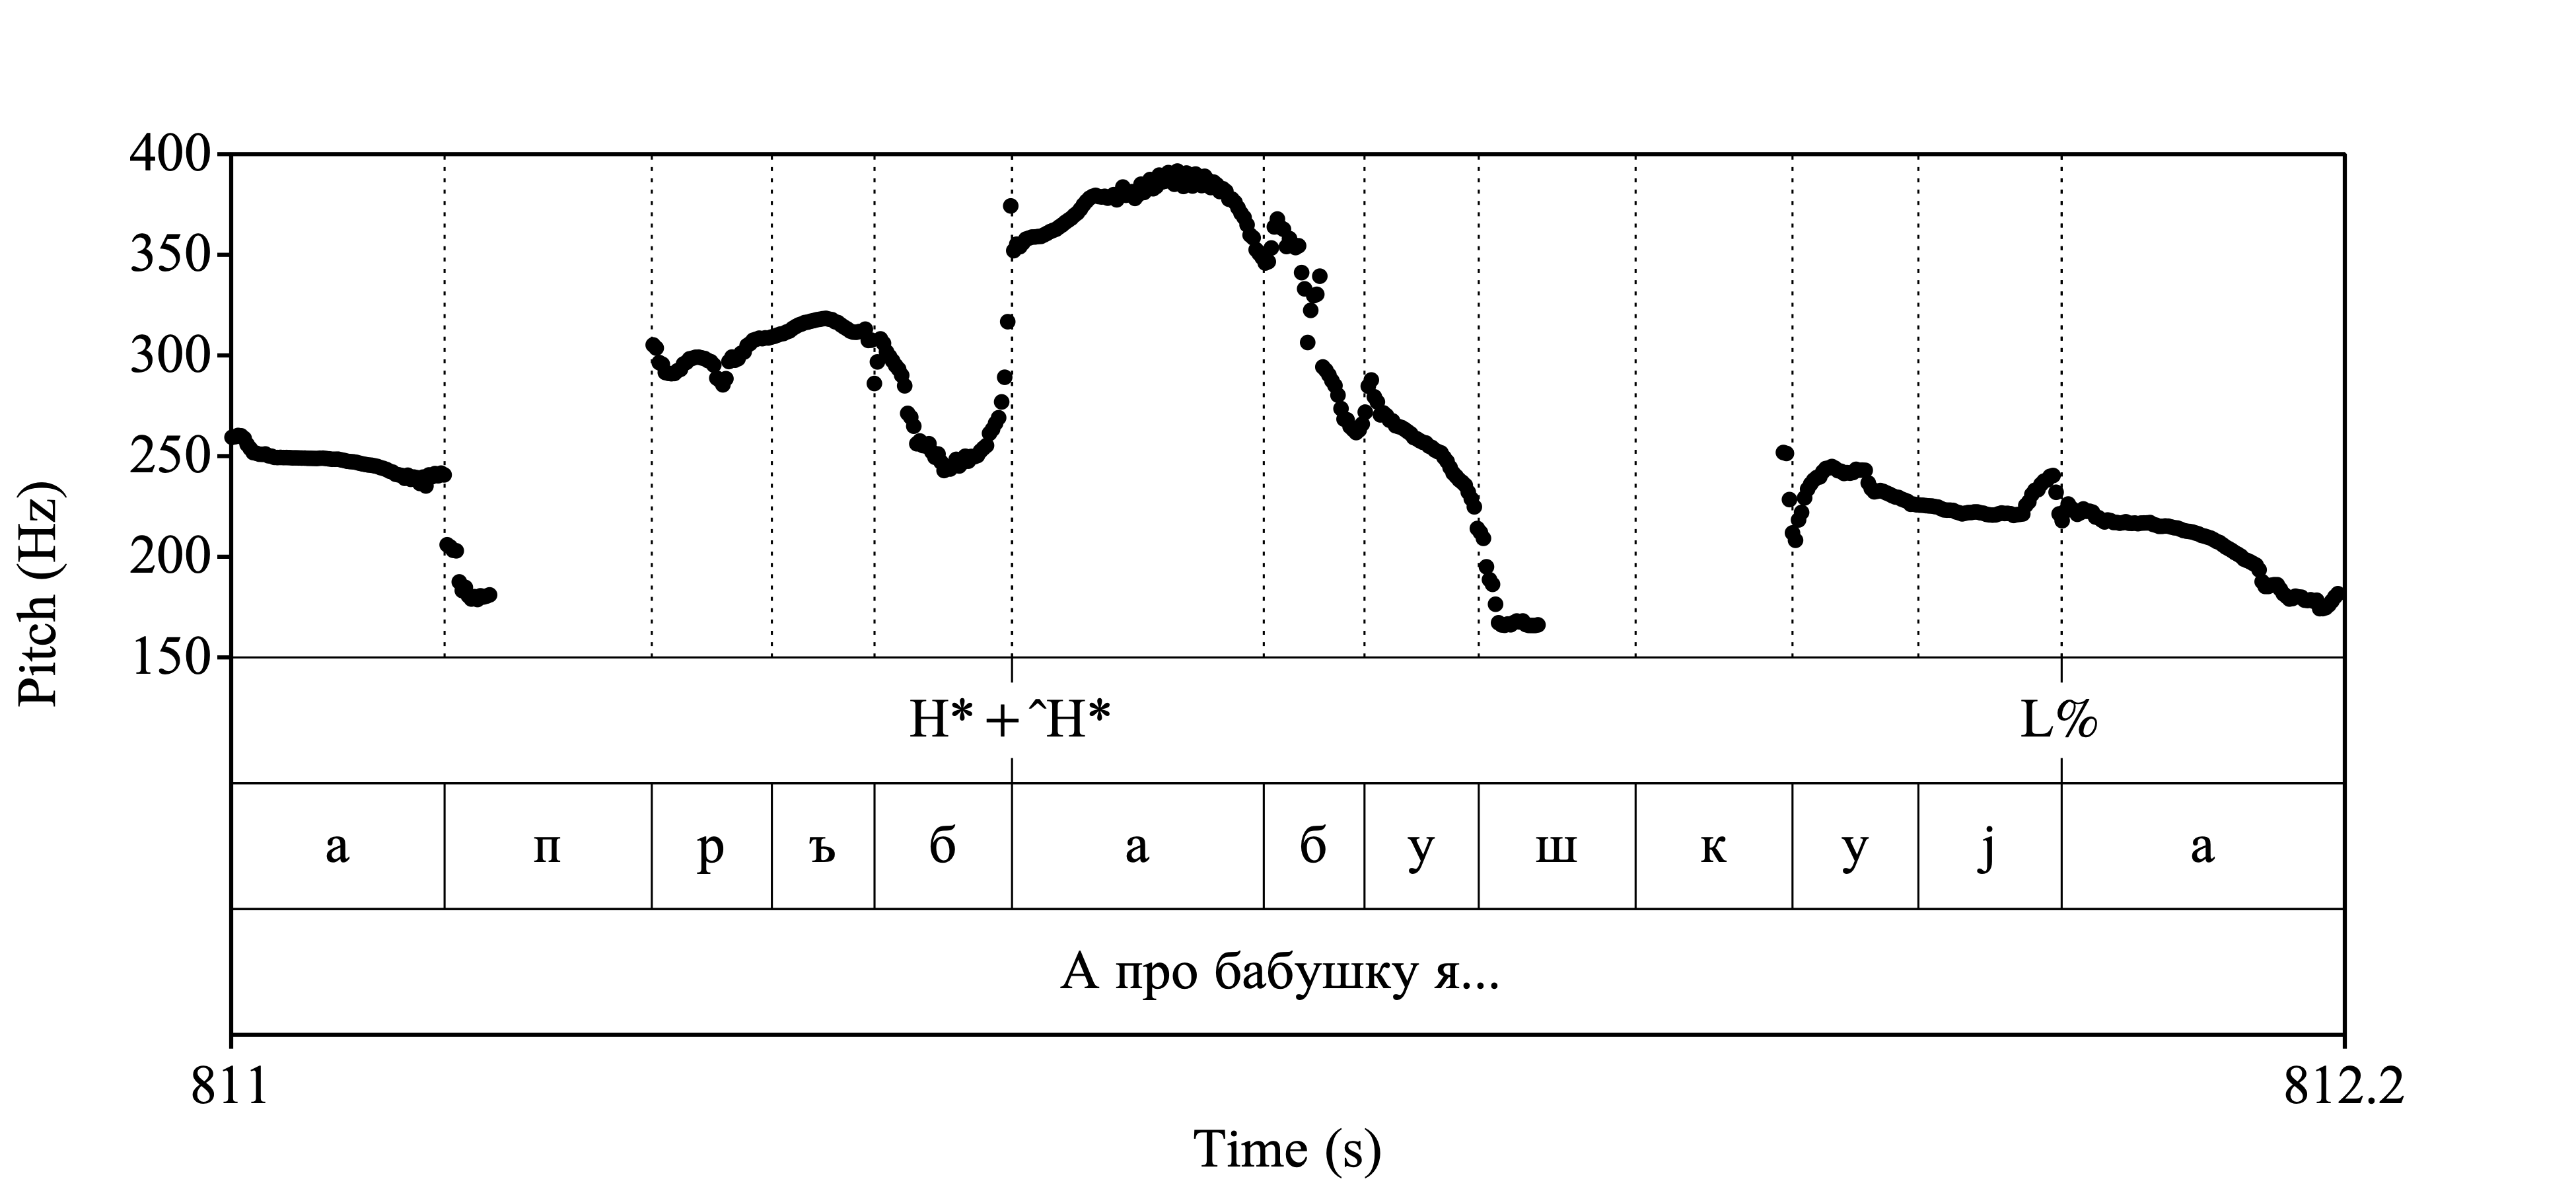 400
350
300
250
200
150
Pitch (Hz)
H* + ^H* L%
а п р ъ б а б у ш к у j а
А про бабушку я...
811 812.2
Time (s)